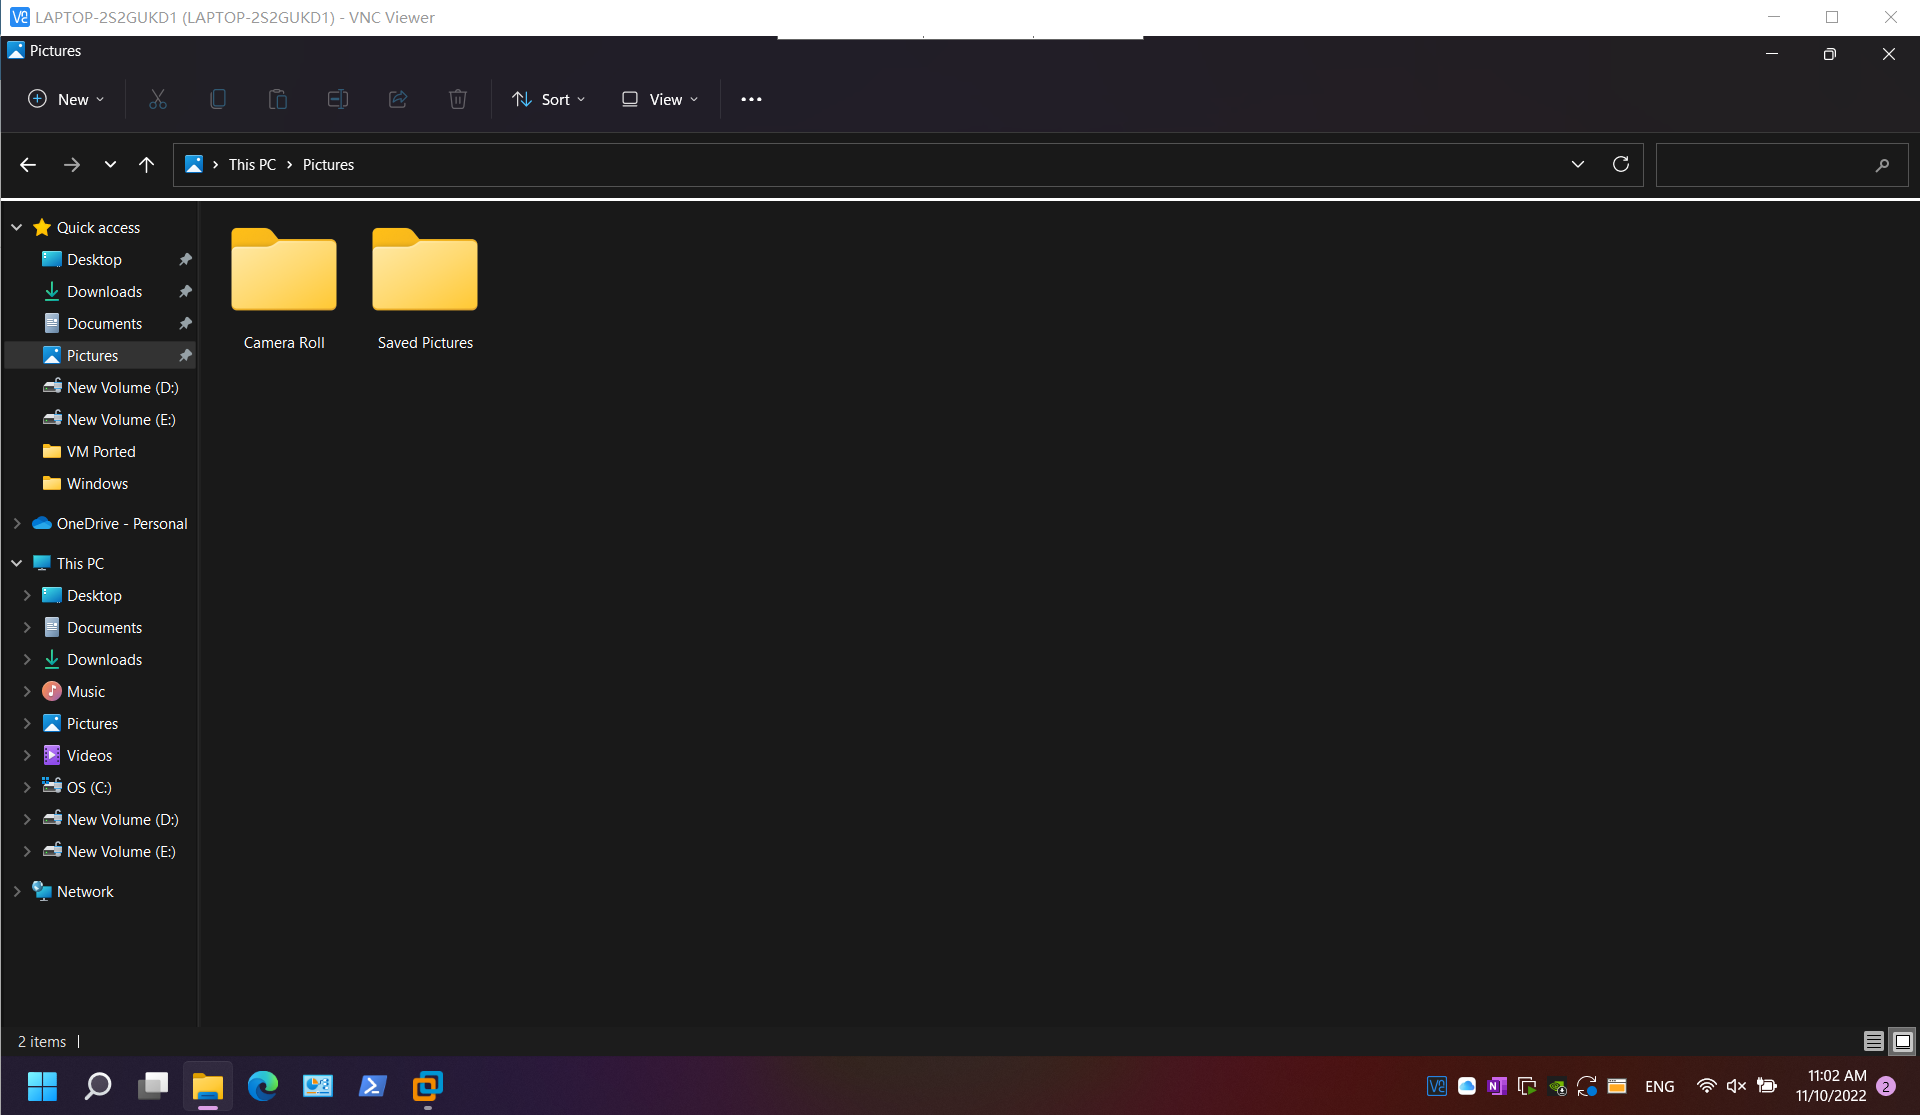 LAPTOP-2S2GUKD1 (LAPTOP-2S2GUKD1) - VNC Viewer
Pictures
New
Sort
View
This PC
Pictures
Quick access
Desktop
Downloads
Documents
Pictures
New Volume (D:)
New Volume (E:)
VM Ported
Windows
OneDrive - Personal
This PC
Desktop
Documents
Downloads
Music
Pictures
Videos
OS (C:)
New Volume (D:)
New Volume (E:)
Network
Camera Roll
Saved Pictures
2 items
ENG
11:02 AM
11/10/2022
2